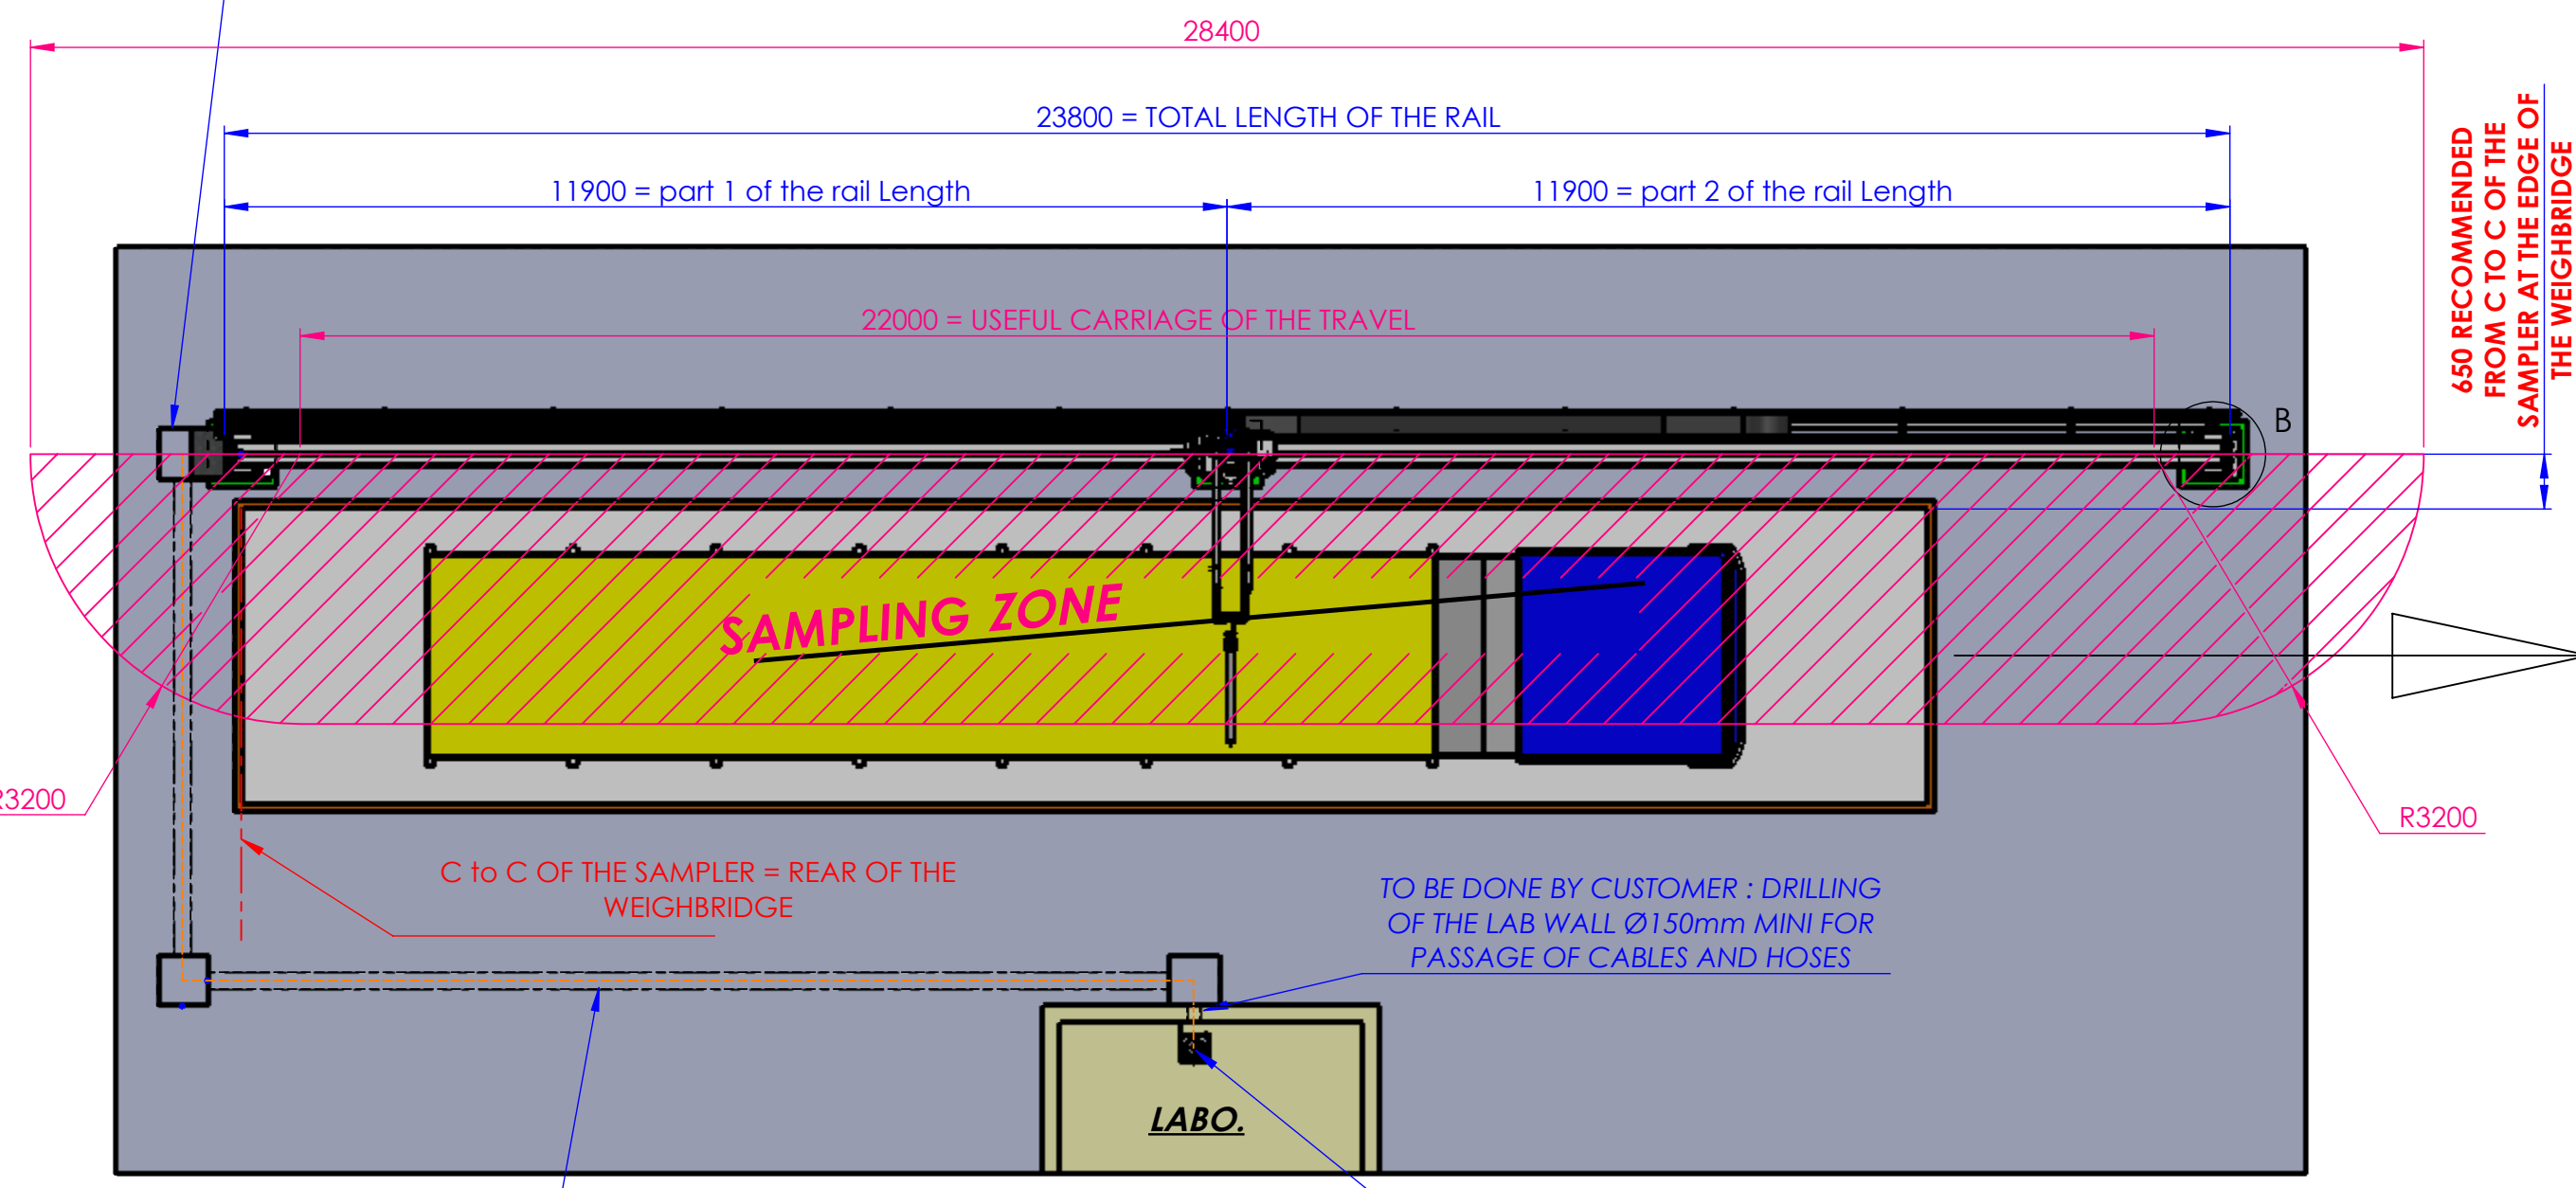 28400
23800 = TOTAL LENGTH OF THE RAIL
11900 = part 1 of the rail Length
11900 = part 2 of the rail Length
650 RECOMMENDED
FROM C TO C OF THE
SAMPLER AT THE EDGE OF
THE WEIGHBRIDGE
22000 = USEFUL CARRIAGE OF THE TRAVEL
B
SAMPLING ZONE
R3200
R3200
C to C OF THE SAMPLER = REAR OF THE
WEIGHBRIDGE
TO BE DONE BY CUSTOMER : DRILLING
OF THE LAB WALL Ø150mm MINI FOR
PASSAGE OF CABLES AND HOSES
LABO.